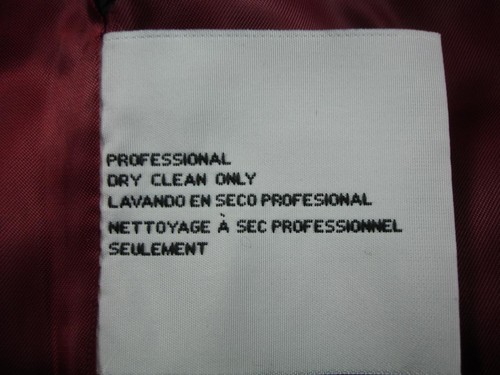 PROFESSIONAL
DRY CLEAN ONLY
LAVANDO EN SECO PROFESIONAL
NETTOYAGE À SEC PROFESSIONNEL
SEULEMENT